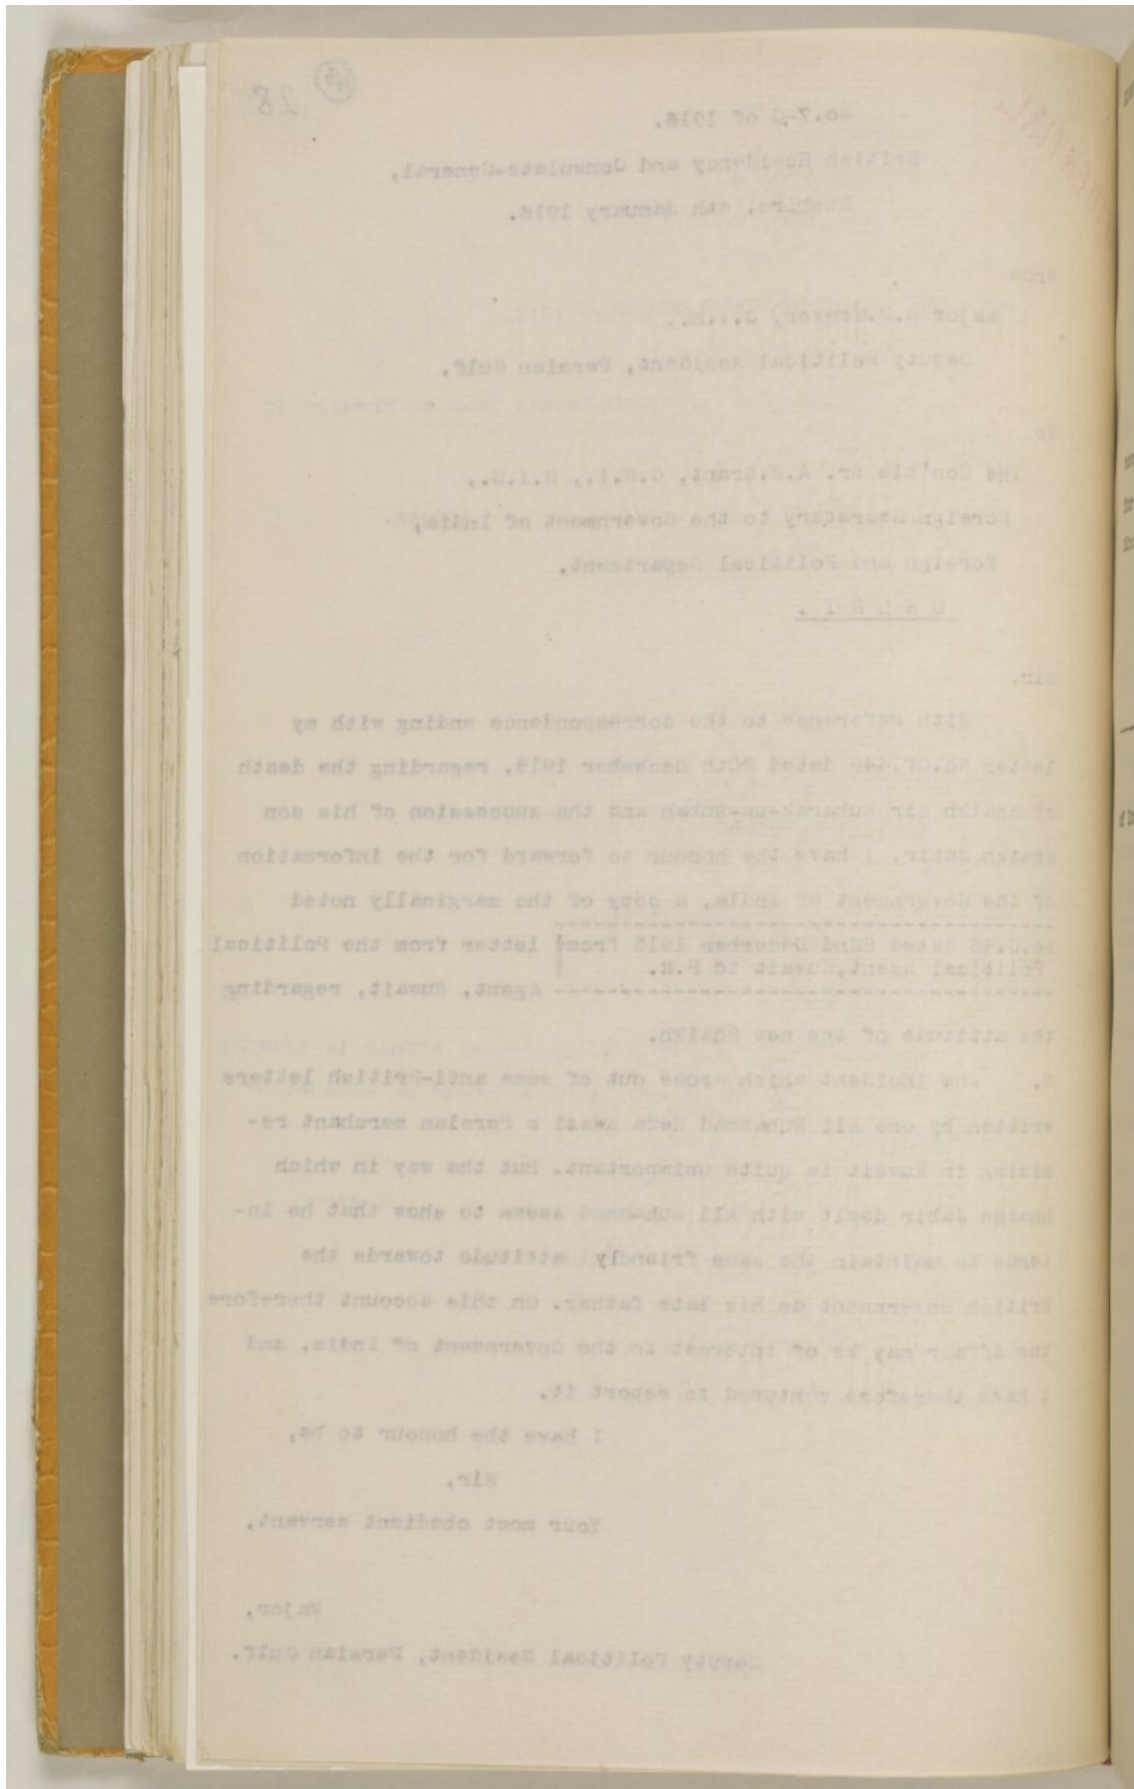 28
No.7-C of 1916.
British Residency and Consulate-General,
Bushire, 4th January 1916.
From
Major
Deputy Political Resident, Persian Gulf.
To
The Hon'ble Mr. A.H.Grant, C.S.I., C.I.E.,
Foreign Secretary to the Government of India,
Foreign and Political Department,
D E L H I .
Sir,
With reference to the correspondence ending with my
letter dated 20th December 1915, regarding the death
of Shaikh Sir Mubarak-us-Subah and the succession of his son
Shaikh Jabir, I have the honour to forward for the information
of the Government of India, a copy of the marginally noted
No.C.45 dated 22nd December 1915 from letter from the Political
Political Agent, Kuwait to P.R.
Agent, Kuwait, regarding
the attitude of the new Shaikh.
2. The incident which arose out of some anti-British letters
written by one Ali Muhammad Reza a Persian merchant re-
siding in Kuwait is quite unimportant. But the way in which
Shaikh Jabir dealt with Ali Muhammad seems to show that he in-
tends to maintain the same friendly attitude towards the
British Government as his late father. On this account therefore
the affair may be of interest to the Government of India, and
I have therefore ventured to report it.
I have the honour to be,
Sir,
Your most obedient servant,
Major,
Deputy Political Resident, Persian Gulf.